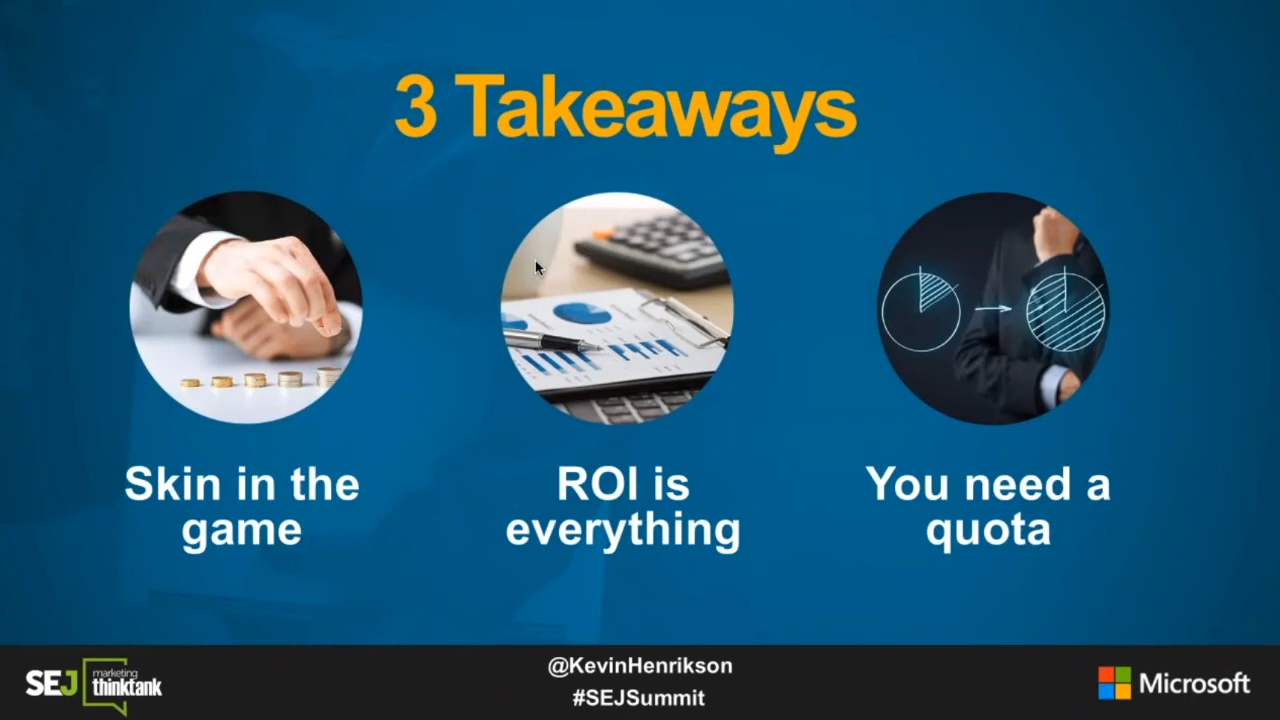 3 Takeaways
Skin in the
game
ROI is
everything
You need a
quota
SEJ
marketing
thinktank
@KevinHenrikson
#SEJSummit
Microsoft